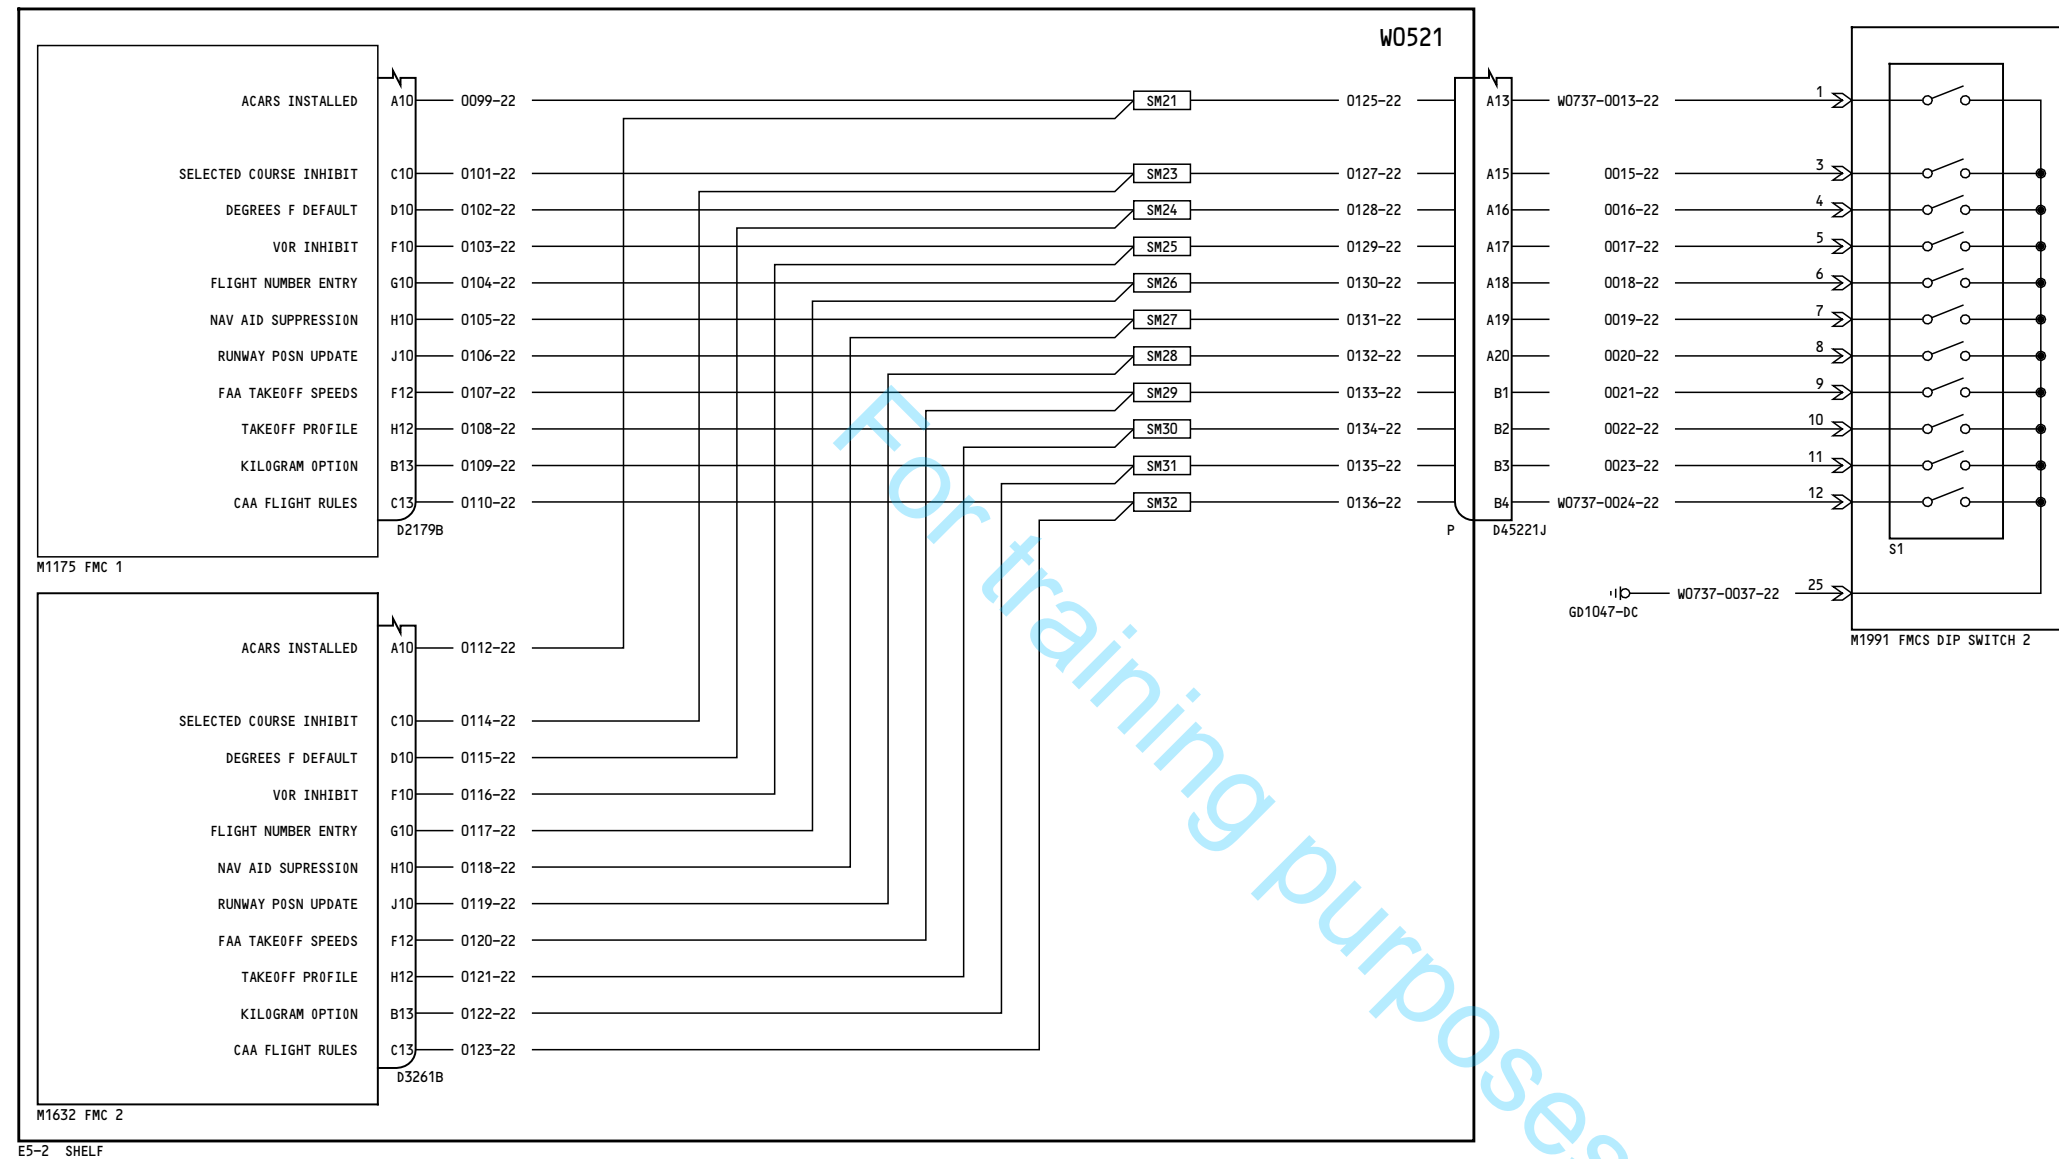 W0521
ACARS INSTALLED A10 0099-22 SM21 0125-22 A13 W0737-0013-22 1
SELECTED COURSE INHIBIT C10 0101-22 SM23 0127-22 A15 0015-22 3
DEGREES F DEFAULT D10 0102-22 SM24 0128-22 A16 0016-22 4
VOR INHIBIT F10 0103-22 SM25 0129-22 A17 0017-22 5
FLIGHT NUMBER ENTRY G10 0104-22 SM26 0130-22 A18 0018-22 6
NAV AID SUPPRESSION H10 0105-22 SM27 0131-22 A19 0019-22 7
RUNWAY POSN UPDATE J10 0106-22 SM28 0132-22 A20 0020-22 8
FAA TAKEOFF SPEEDS F12 0107-22 SM29 0133-22 B1 0021-22 9
TAKEOFF PROFILE H12 0108-22 SM30 0134-22 B2 0022-22 10
KILOGRAM OPTION B13 0109-22 SM31 0135-22 B3 0023-22 11
CAA FLIGHT RULES C13 0110-22 SM32 0136-22 B4 W0737-0024-22 12
D2179B P D45221J
S1
M1175 FMC 1
25
W0737-0037-22
GD1047-DC
M1991 FMCS DIP SWITCH 2
ACARS INSTALLED A10 0112-22
SELECTED COURSE INHIBIT C10 0114-22
DEGREES F DEFAULT D10 0115-22
VOR INHIBIT F10 0116-22
FLIGHT NUMBER ENTRY G10 0117-22
NAV AID SUPRESSION H10 0118-22
RUNWAY POSN UPDATE J10 0119-22
FAA TAKEOFF SPEEDS F12 0120-22
TAKEOFF PROFILE H12 0121-22
KILOGRAM OPTION B13 0122-22
CAA FLIGHT RULES C13 0123-22
D3261B
M1632 FMC 2
E5-2 SHELF
For training purposes